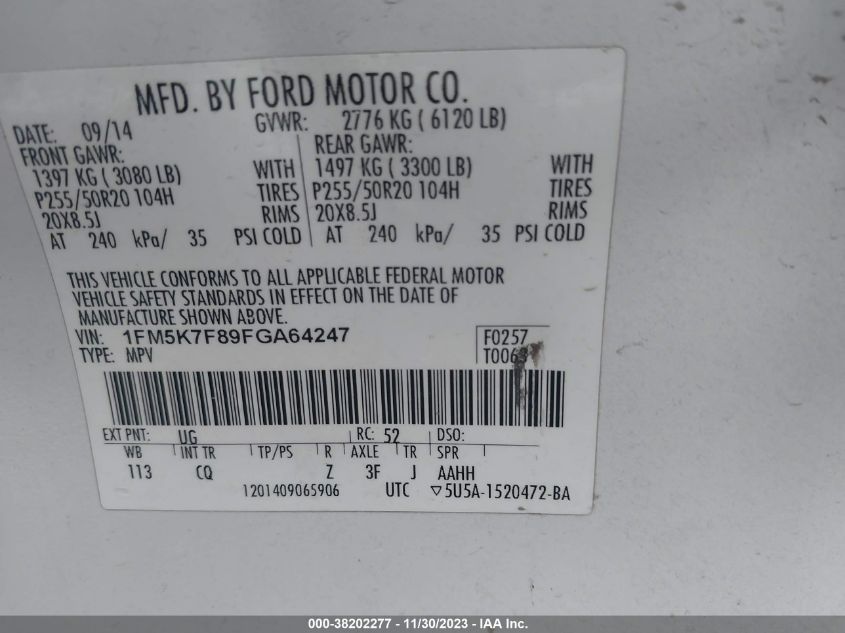 MFD. BY FORD MOTOR CO.
DATE: 09/14 GVWR: 2776 KG ( 6120 LB)
FRONT GAWR: REAR GAWR:
1397 KG ( 3080 LB) WITH 1497 KG ( 3300 LB) WITH
P255/50R20 104H TIRES P255/50R20 104H TIRES
20X8.5J RIMS 20X8.5J RIMS
AT 240 kPa/ 35 PSI COLD AT 240 kPa/ 35 PSI COLD
THIS VEHICLE CONFORMS TO ALL APPLICABLE FEDERAL MOTOR
VEHICLE SAFETY STANDARDS IN EFFECT ON THE DATE OF
MANUFACTURE SHOWN ABOVE.
VIN: 1FM5K7F89FGA64247 F0257
TYPE: MPV
EXT PNT: UG RC: 52 DSO:
WB INT TR TP/PS R AXLE TR SPR
113 CQ Z 3F J AAHH
1201409065906 UTC ▽5U5A-1520472-BA
000-38202277 - 11/30/2023 - IAA Inc.